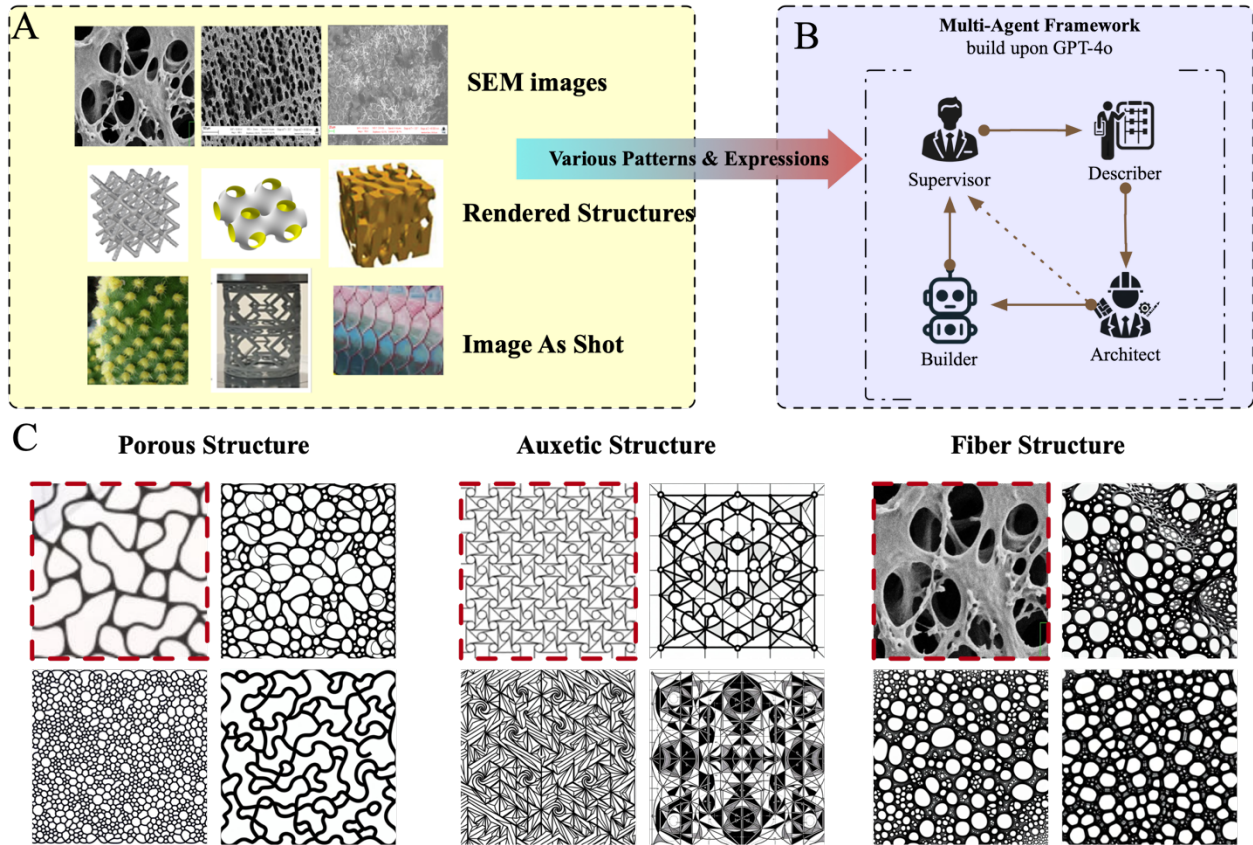 A
SEM images
Rendered Structures
Image As Shot
Various Patterns & Expressions
B
Multi-Agent Framework
build upon GPT-4o
Supervisor
Describer
Builder
Architect
C
Porous Structure
Auxetic Structure
Fiber Structure